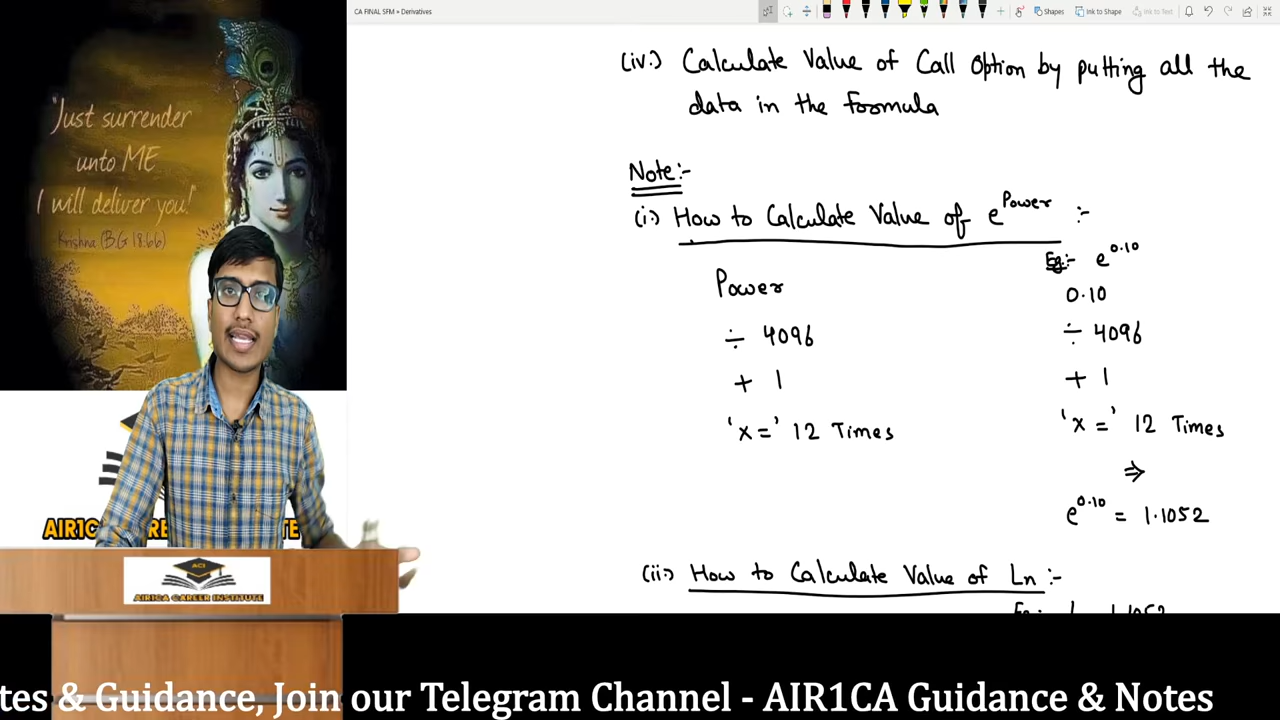 CA FINAL SFM » Derivatives
Shapes
Ink to Shape
Ink to Text
"Just surrender
unto ME
I will deliver you!"
Krishna (B.G 18:66)
(iv.) Calculate Value of Call Option by putting all the
data in the formula
Note:-
(i.) How to Calculate Value of e^Power :-
Power
÷ 4096
+ 1
'x =' 12 Times
Eg:- e^0.10
0.10
÷ 4096
+ 1
'x =' 12 Times
⇒
e^0.10 = 1.1052
(ii.) How to Calculate Value of Ln :-
ACI
AIR1CA CAREER INSTITUTE
tes & Guidance, Join our Telegram Channel - AIR1CA Guidance & Notes